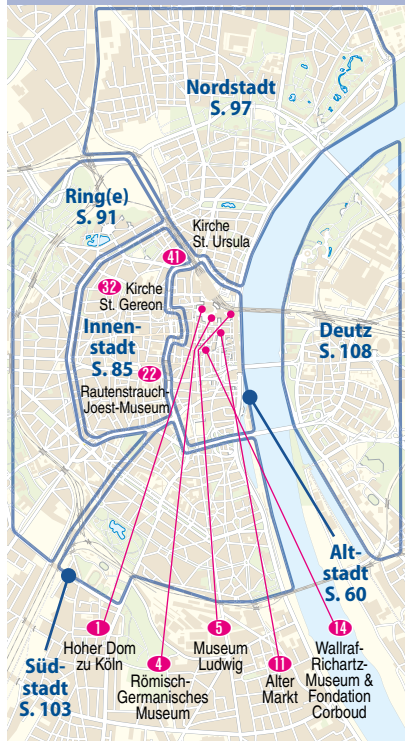 Nordstadt
S. 97
Ring(e)
S. 91
Kirche
St. Ursula
41
32 Kirche
St. Gereon
Innen-
stadt
S. 85
22
Rautenstrauch-
Joest-Museum
Deutz
S. 108
Alt-
stadt
S. 60
Süd-
stadt
S. 103
1
Hoher Dom
zu Köln
4
Römisch-
Germanisches
Museum
5
Museum
Ludwig
11
Alter
Markt
14
Wallraf-
Richartz-
Museum &
Fondation
Corboud